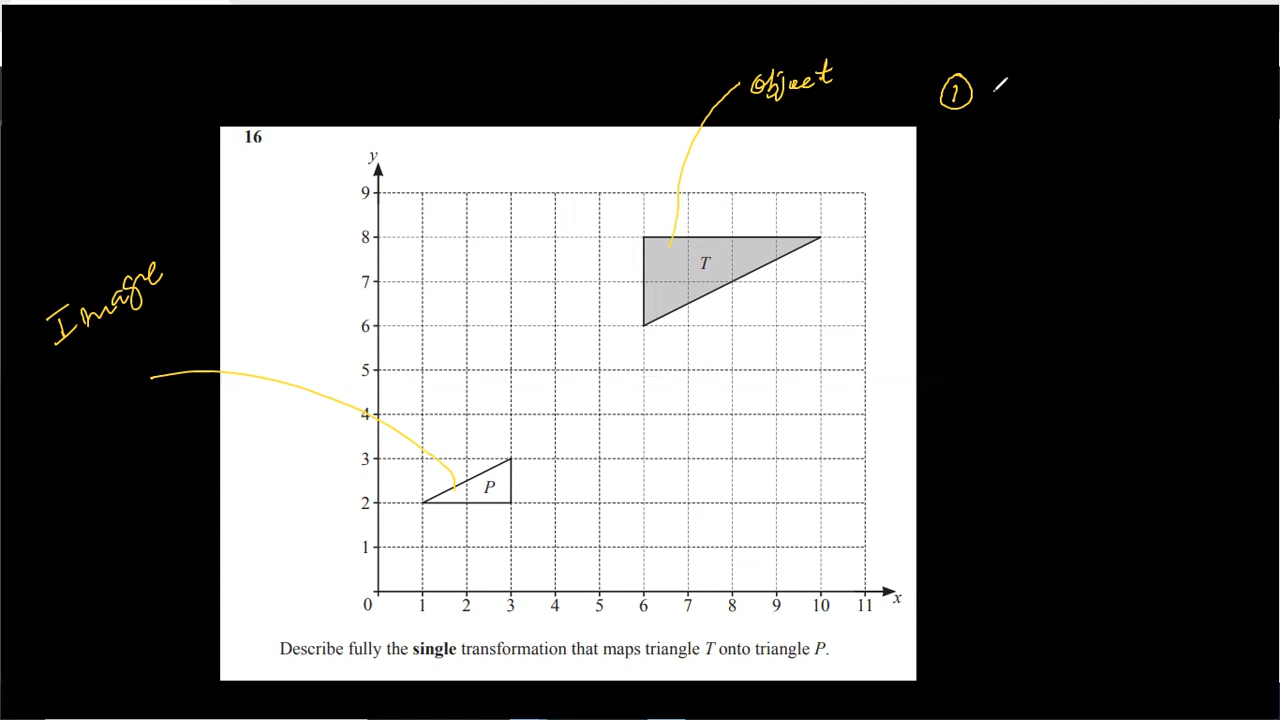 Object
①
16
y
9
8
T
7
Image
6
5
4
3
P
2
1
0 1 2 3 4 5 6 7 8 9 10 11 x
Describe fully the single transformation that maps triangle T onto triangle P.